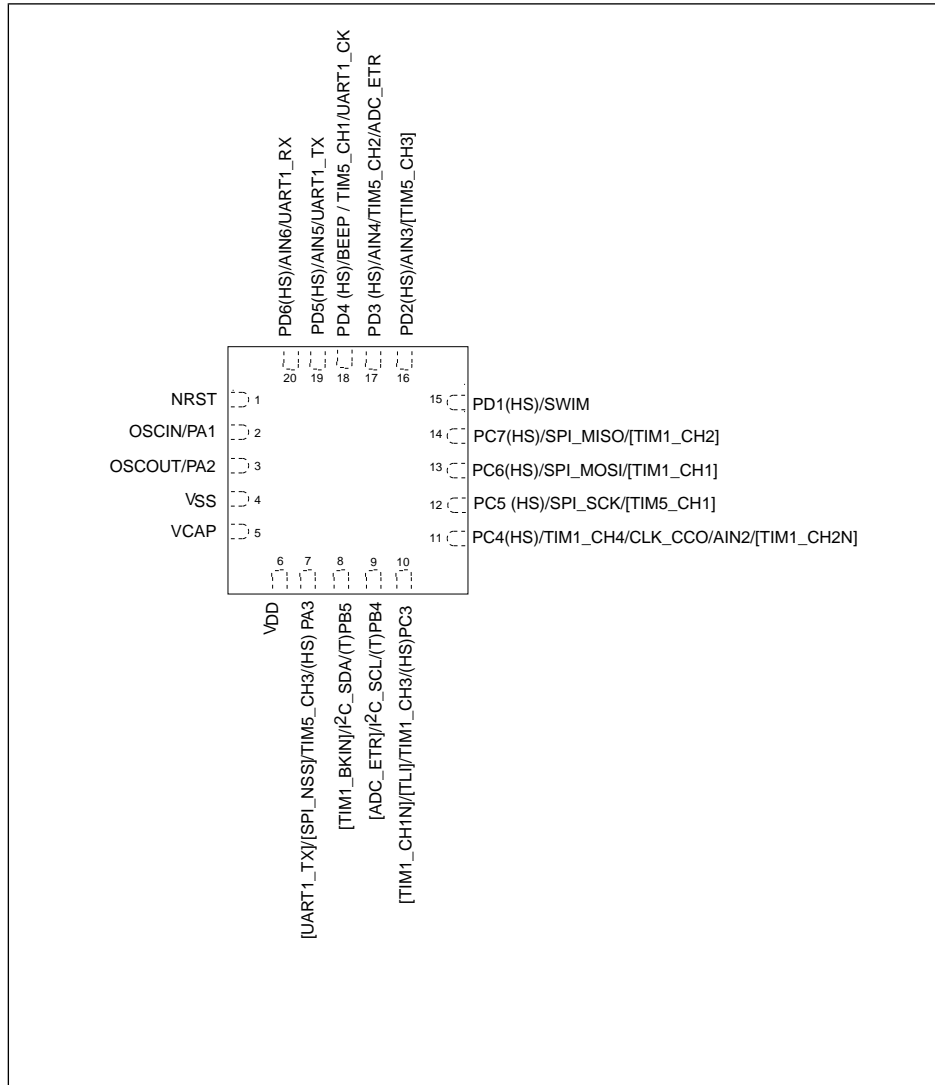 PD6(HS)/AIN6/UART1_RX
PD5(HS)/AIN5/UART1_TX
PD4 (HS)/BEEP / TIM5_CH1/UART1_CK
PD3 (HS)/AIN4/TIM5_CH2/ADC_ETR
PD2(HS)/AIN3/[TIM5_CH3]
20 19 18 17 16
NRST 1
OSCIN/PA1 2
OSCOUT/PA2 3
VSS 4
VCAP 5
15 PD1(HS)/SWIM
14 PC7(HS)/SPI_MISO/[TIM1_CH2]
13 PC6(HS)/SPI_MOSI/[TIM1_CH1]
12 PC5 (HS)/SPI_SCK/[TIM5_CH1]
11 PC4(HS)/TIM1_CH4/CLK_CCO/AIN2/[TIM1_CH2N]
6 7 8 9 10
VDD
[UART1_TX]/[SPI_NSS]/TIM5_CH3/(HS) PA3
[TIM1_BKIN]/I²C_SDA/(T)PB5
[ADC_ETR]/I²C_SCL/(T)PB4
[TIM1_CH1N]/[TLI]/TIM1_CH3/(HS)PC3